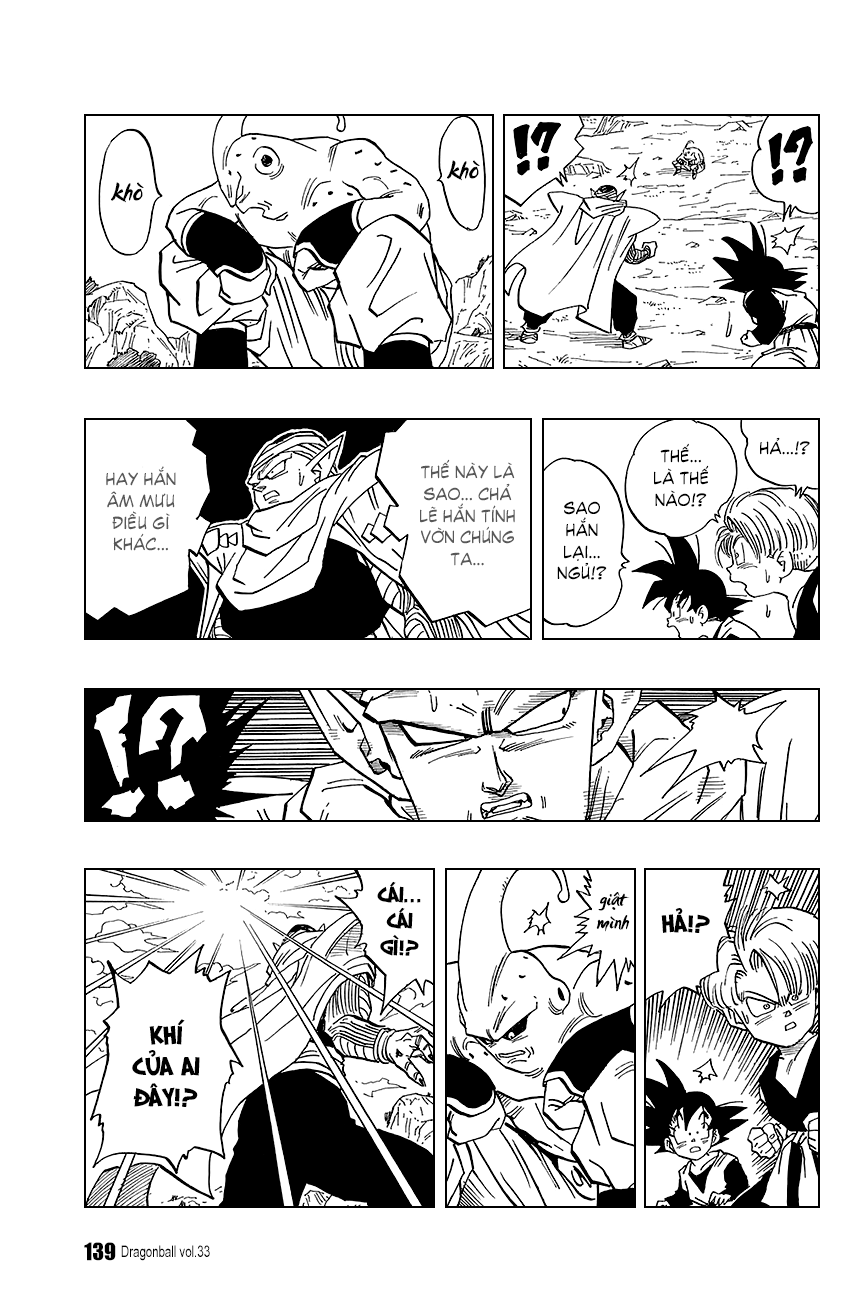 !?
!?
khò
khò
HẢ...!?
THẾ...
LÀ THẾ
NÀO!?
SAO
HẮN
LẠI...
NGỦ!?
THẾ NÀY LÀ
SAO... CHẢ
LẼ HẮN TÍNH
VỜN CHÚNG
TA...
HAY HẮN
ÂM MƯU
ĐIỀU GÌ
KHÁC...
!?
HẢ!?
giật
mình
CÁI...
CÁI
GÌ!?
KHÍ
CỦA AI
ĐÂY!?
139 Dragonball vol.33